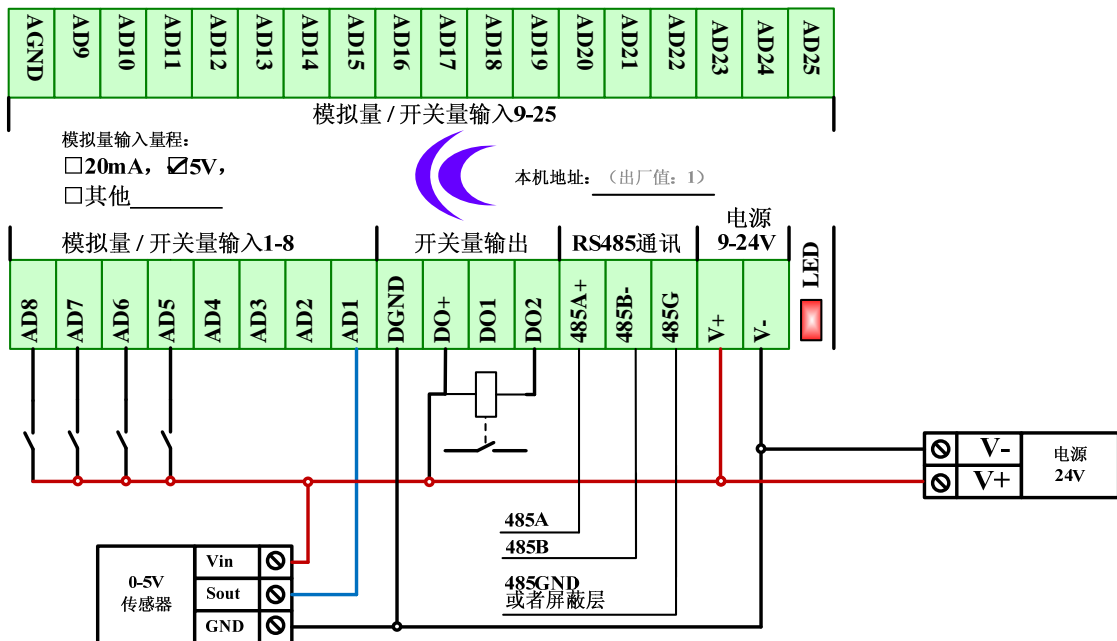 AGND AD9 AD10 AD11 AD12 AD13 AD14 AD15 AD16 AD17 AD18 AD19 AD20 AD21 AD22 AD23 AD24 AD25
模拟量 / 开关量输入9-25
模拟量输入量程：
□20mA，☑5V，
□其他
本机地址： （出厂值：1）
模拟量 / 开关量输入1-8
开关量输出
RS485通讯
电源
9-24V
LED
AD8 AD7 AD6 AD5 AD4 AD3 AD2 AD1 DGND DO+ DO1 DO2 485A+ 485B- 485G V+ V-
V-
V+
电源
24V
485A
485B
485GND
或者屏蔽层
0-5V
传感器
Vin
Sout
GND